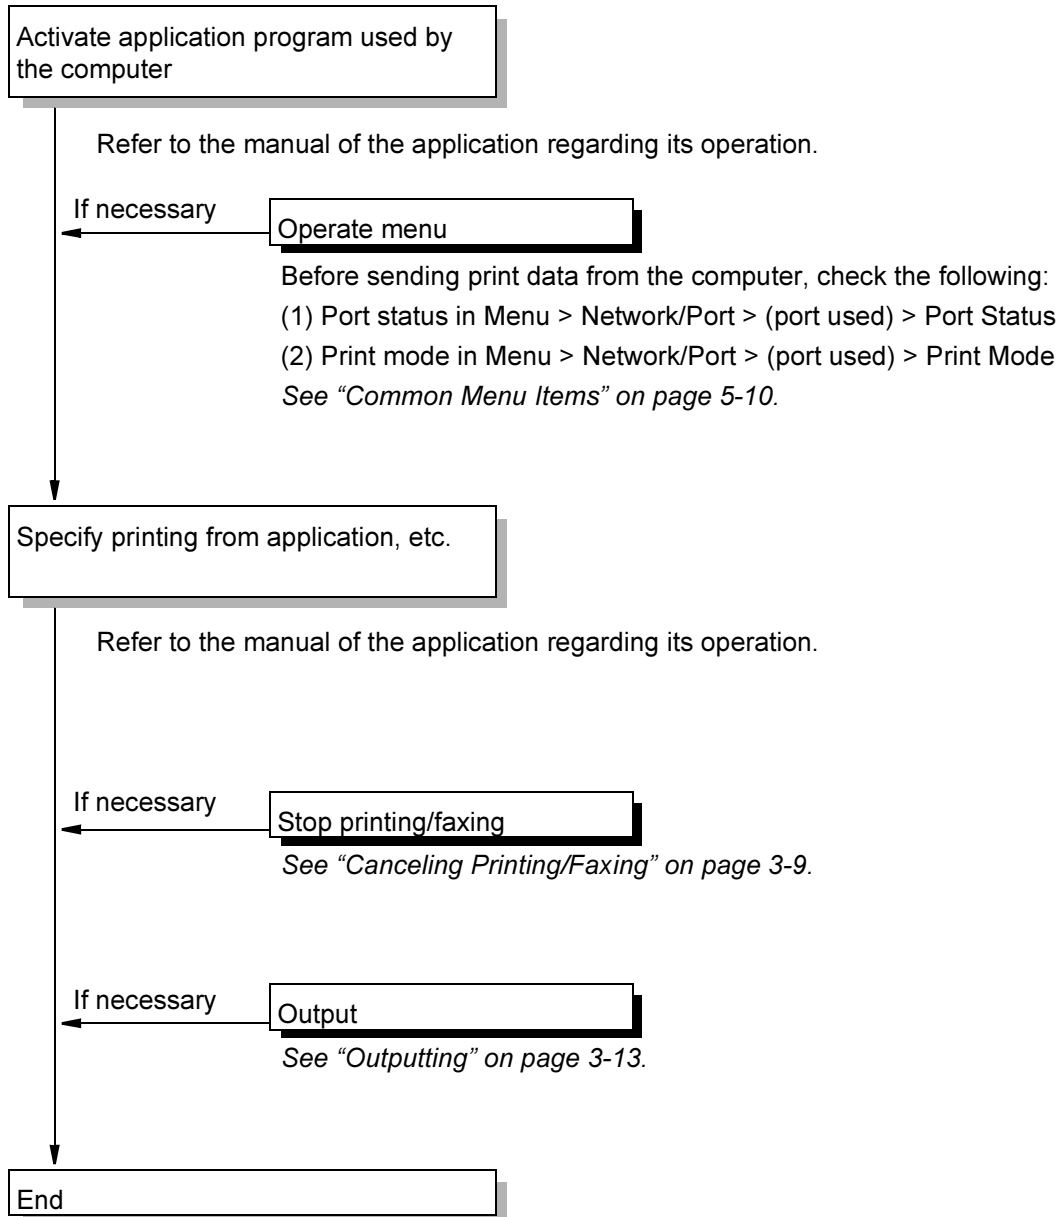 Activate application program used by
the computer
Refer to the manual of the application regarding its operation.
If necessary
Operate menu
Before sending print data from the computer, check the following:
(1) Port status in Menu > Network/Port > (port used) > Port Status
(2) Print mode in Menu > Network/Port > (port used) > Print Mode
See “Common Menu Items” on page 5-10.
Specify printing from application, etc.
Refer to the manual of the application regarding its operation.
If necessary
Stop printing/faxing
See “Canceling Printing/Faxing” on page 3-9.
If necessary
Output
See “Outputting” on page 3-13.
End